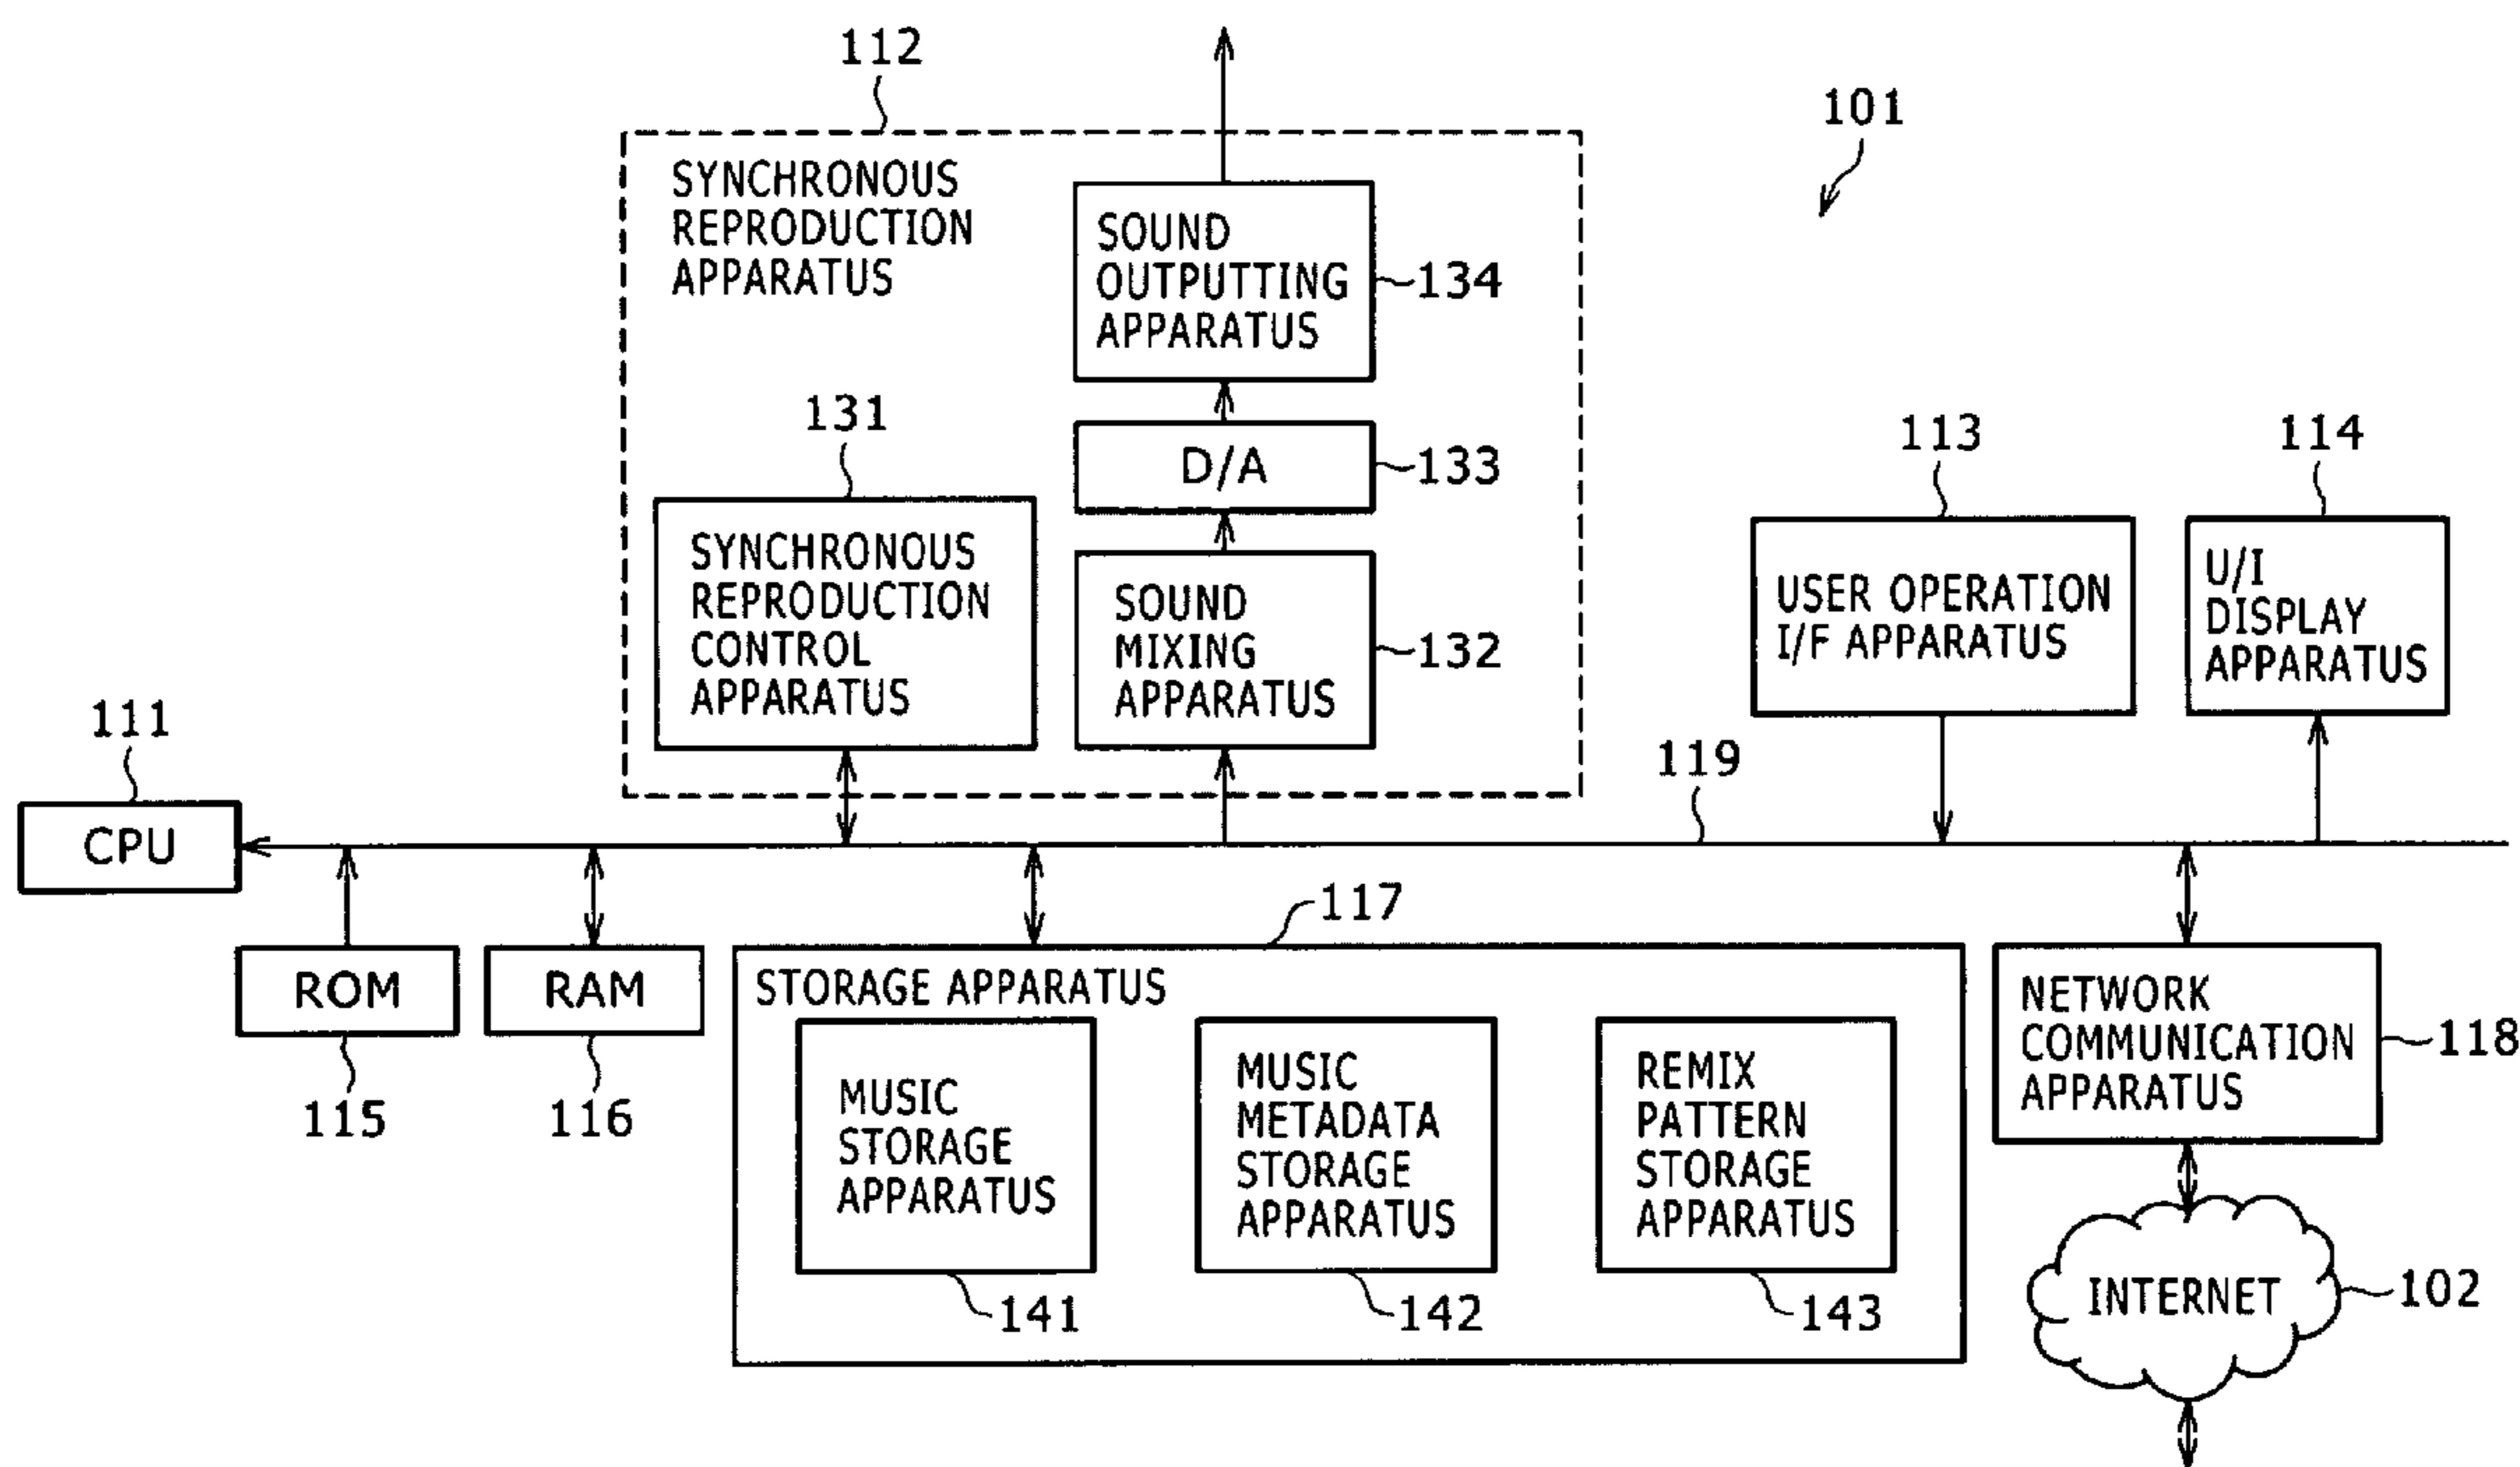 112
101
SYNCHRONOUS
REPRODUCTION
APPARATUS
SOUND
OUTPUTTING
APPARATUS
134
131
D/A
133
113
114
SYNCHRONOUS
REPRODUCTION
CONTROL
APPARATUS
SOUND
MIXING
APPARATUS
132
USER OPERATION
I/F APPARATUS
U/I
DISPLAY
APPARATUS
111
119
CPU
117
ROM
RAM
115
116
STORAGE APPARATUS
MUSIC
STORAGE
APPARATUS
141
MUSIC
METADATA
STORAGE
APPARATUS
142
REMIX
PATTERN
STORAGE
APPARATUS
143
NETWORK
COMMUNICATION
APPARATUS
118
INTERNET
102